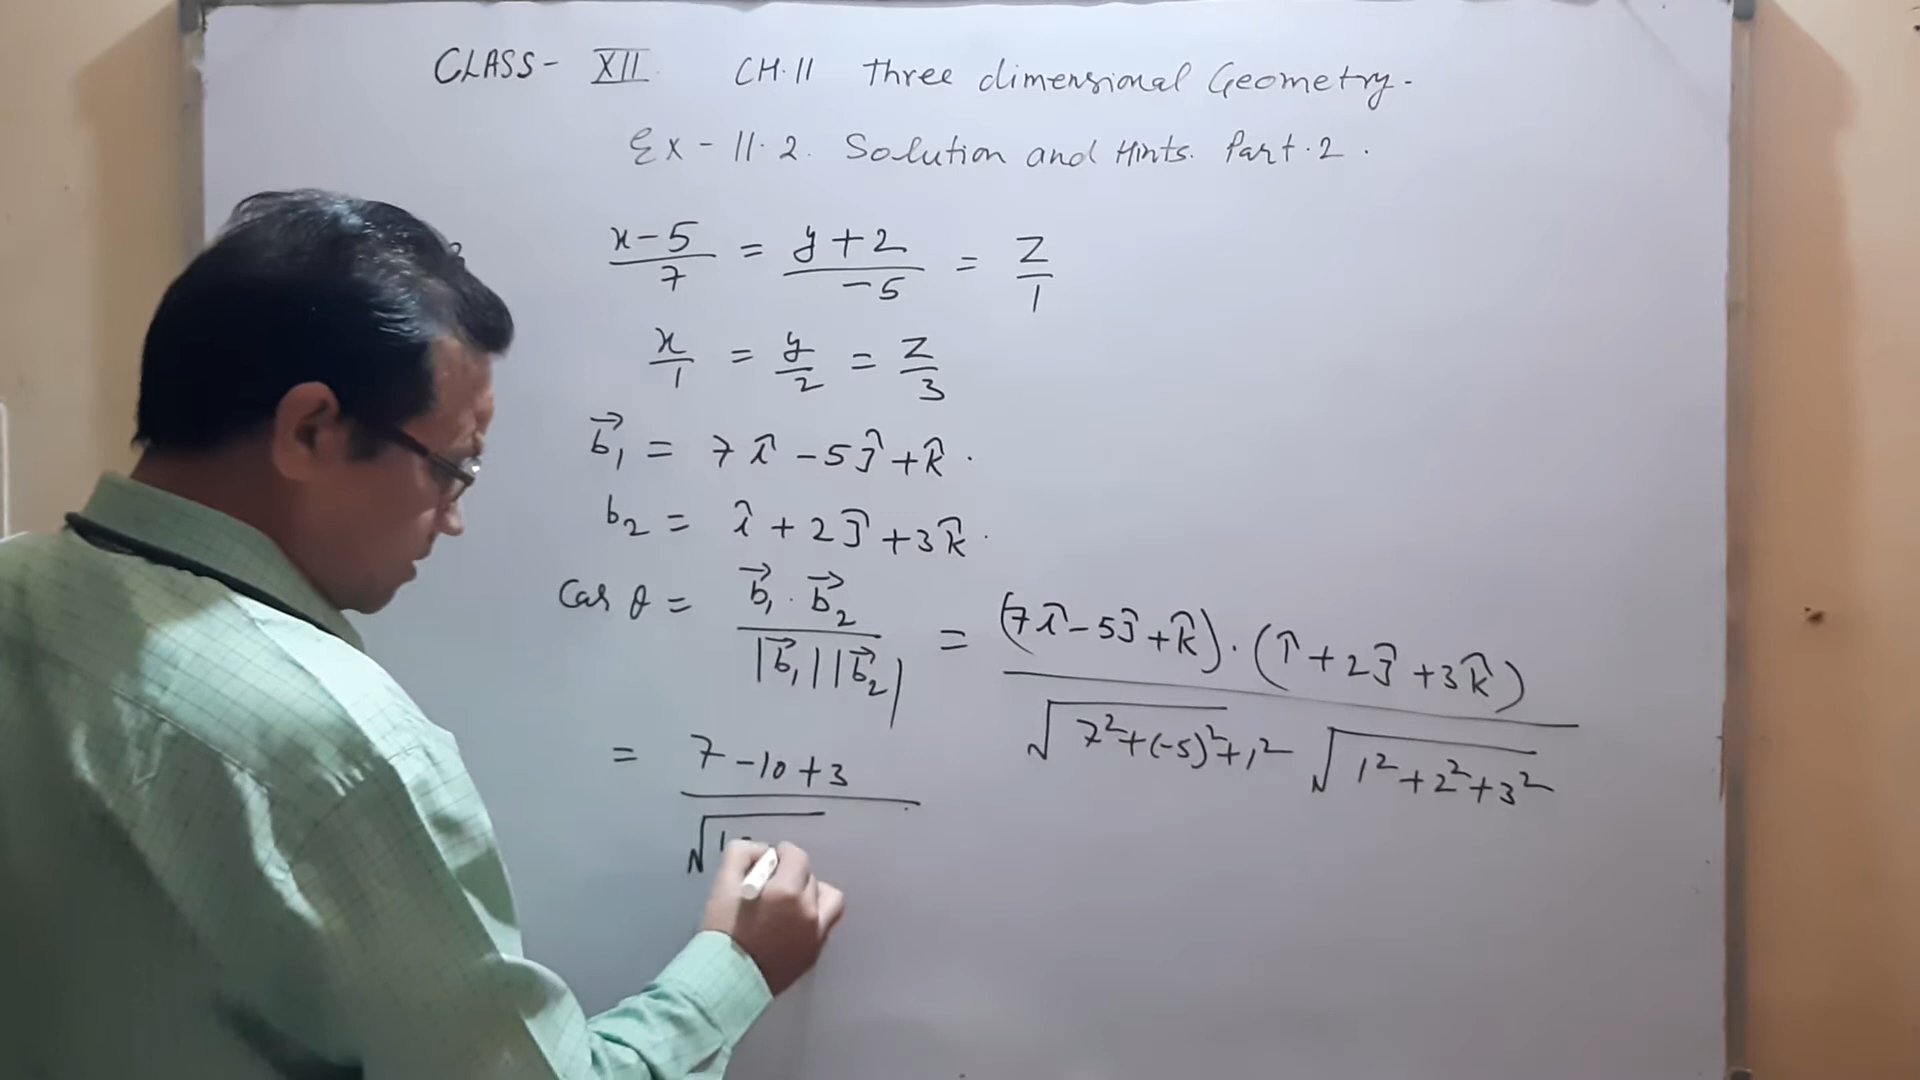 CLASS - XII CH.11 Three dimensional Geometry.
Ex - 11.2. Solution and Hints. Part.2.
x-5/7 = y+2/-5 = z/1
x/1 = y/2 = z/3
b⃗₁ = 7î - 5ĵ + k̂.
b₂ = î + 2ĵ + 3k̂.
Cos θ = b⃗₁ . b⃗₂ / |b⃗₁| |b⃗₂| = (7î - 5ĵ + k̂) . (î + 2ĵ + 3k̂) / √7²+(-5)²+1² √1²+2²+3²
= 7 - 10 + 3 / √